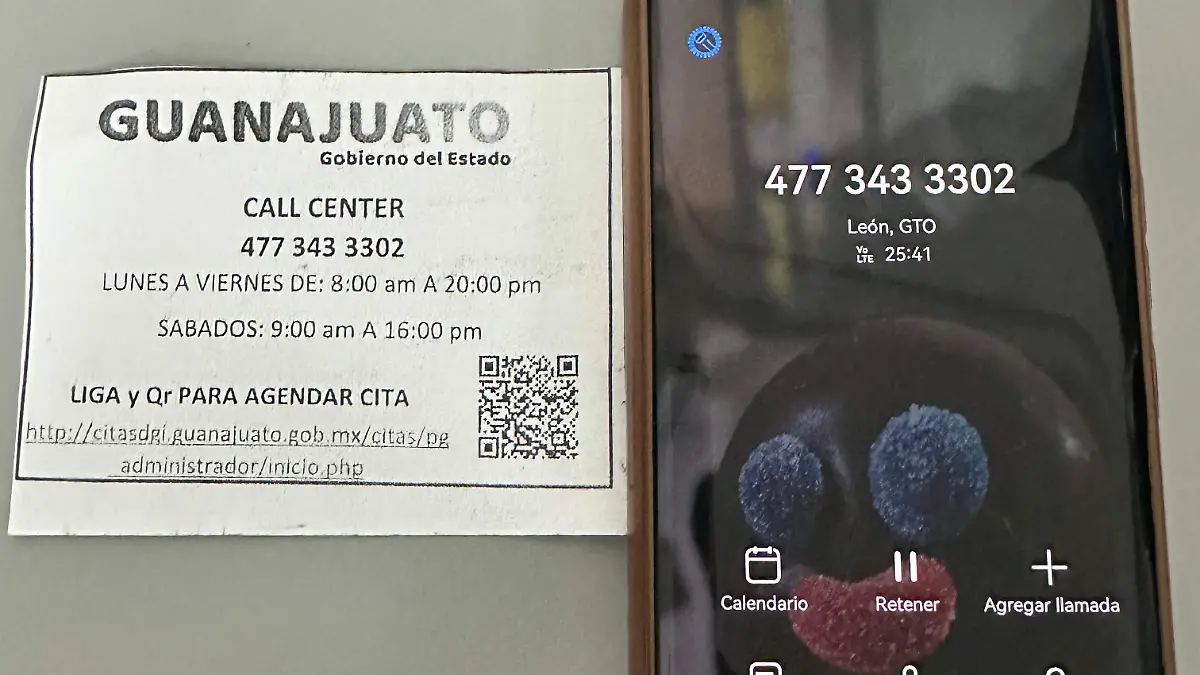 GUANAJUATO
Gobierno del Estado
CALL CENTER
477 343 3302
LUNES A VIERNES DE: 8:00 am A 20:00 pm
SABADOS: 9:00 am A 16:00 pm
LIGA y Qr PARA AGENDAR CITA
http://citasdgi.guanajuato.gob.mx/citas/pg
administrador/inicio.php
477 343 3302
León, GTO
VoLTE 25:41
Calendario
Retener
Agregar llamada